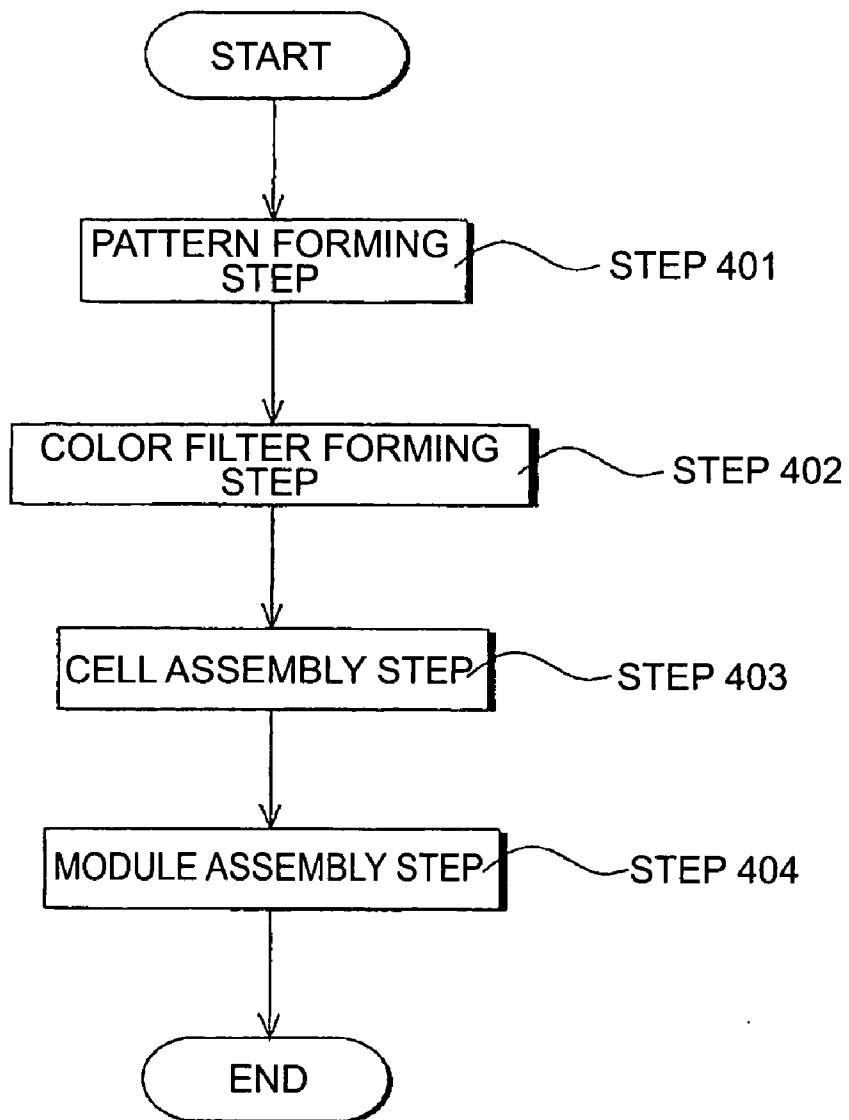 START
PATTERN FORMING
STEP
STEP 401
COLOR FILTER FORMING
STEP
STEP 402
CELL ASSEMBLY STEP
STEP 403
MODULE ASSEMBLY STEP
STEP 404
END